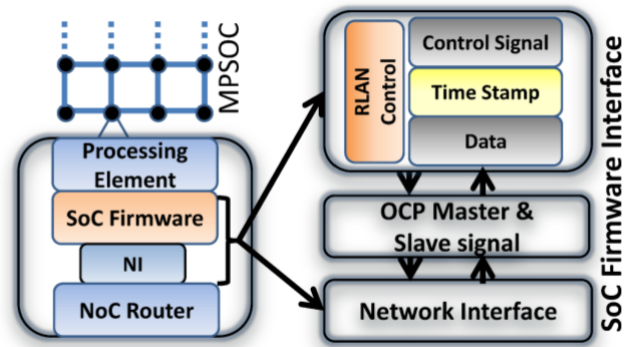 MPSOC
Processing
Element
SoC Firmware
NI
NoC Router
RLAN
Control
Control Signal
Time Stamp
Data
OCP Master &
Slave signal
Network Interface
SoC Firmware Interface